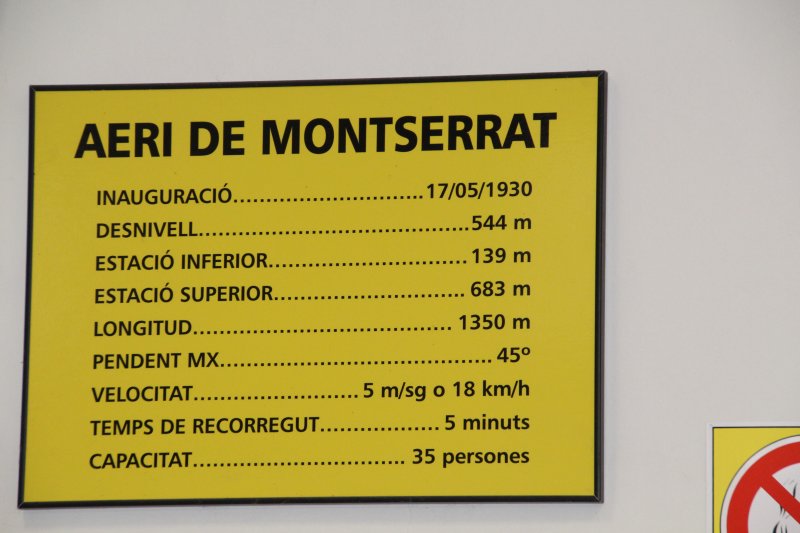 AERI DE MONTSERRAT
INAUGURACIÓ.............................17/05/1930
DESNIVELL..........................................544 m
ESTACIÓ INFERIOR...............................139 m
ESTACIÓ SUPERIOR.............................. 683 m
LONGITUD........................................ 1350 m
PENDENT MX.......................................... 45º
VELOCITAT......................... 5 m/sg o 18 km/h
TEMPS DE RECORREGUT................... 5 minuts
CAPACITAT................................. 35 persones